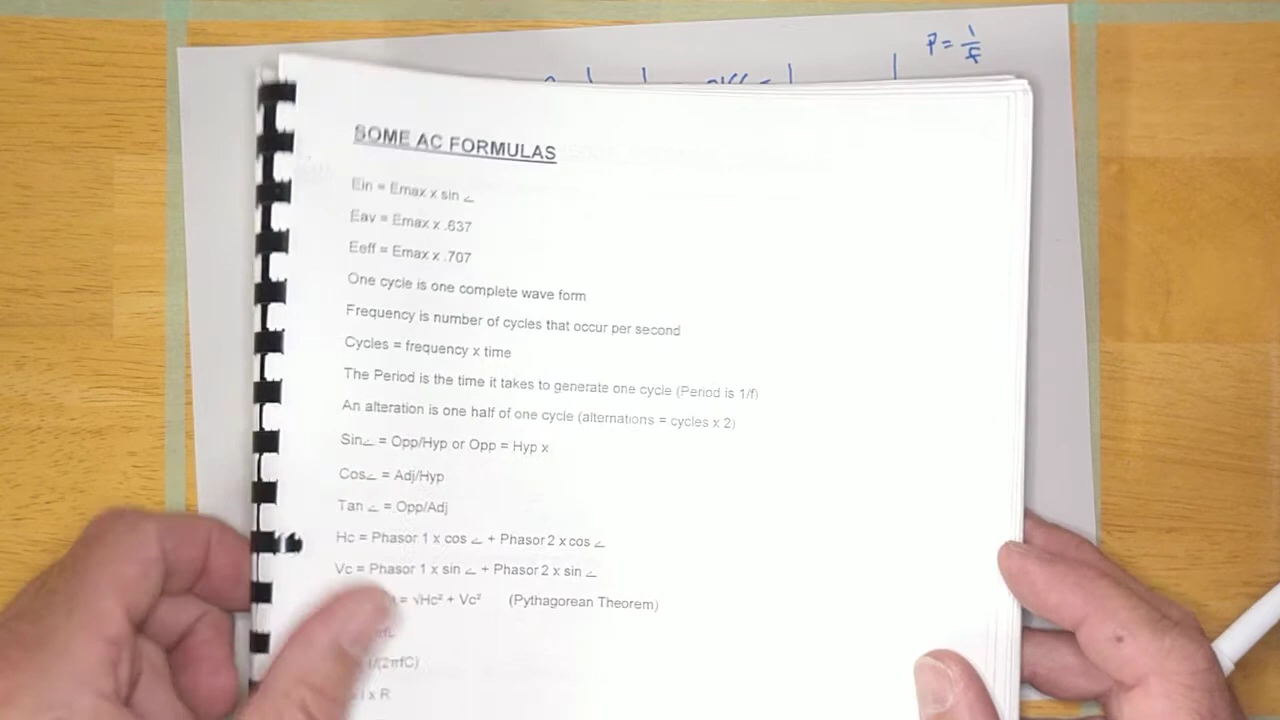 P = 1/f
SOME AC FORMULAS
Ein = Emax x sin ∠
Eav = Emax x .637
Eeff = Emax x .707
One cycle is one complete wave form
Frequency is number of cycles that occur per second
Cycles = frequency x time
The Period is the time it takes to generate one cycle (Period is 1/f)
An alteration is one half of one cycle (alternations = cycles x 2)
Sin∠ = Opp/Hyp or Opp = Hyp x
Cos∠ = Adj/Hyp
Tan ∠ = Opp/Adj
Hc = Phasor 1 x cos ∠ + Phasor 2 x cos ∠
Vc = Phasor 1 x sin ∠ + Phasor 2 x sin ∠
= √Hc² + Vc² (Pythagorean Theorem)
πfL
1/(2πfC)
I x R